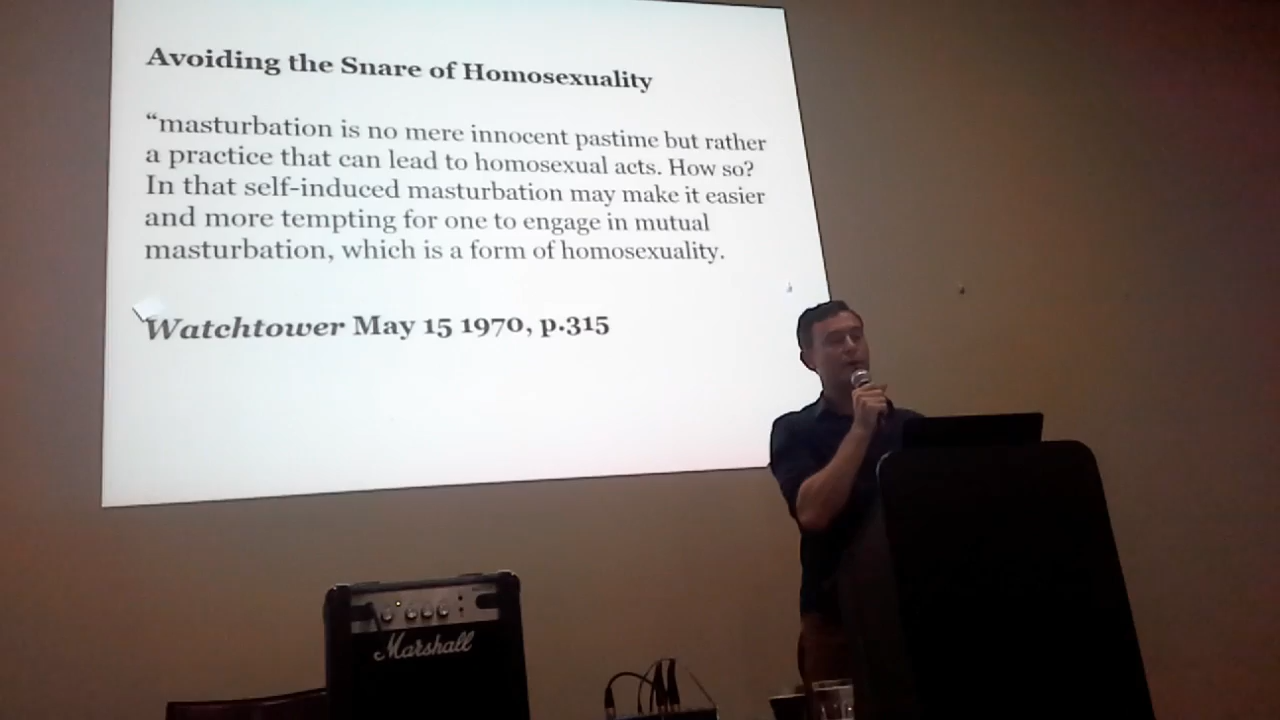 Avoiding the Snare of Homosexuality
“masturbation is no mere innocent pastime but rather
a practice that can lead to homosexual acts. How so?
In that self-induced masturbation may make it easier
and more tempting for one to engage in mutual
masturbation, which is a form of homosexuality.
Watchtower May 15 1970, p.315
Marshall